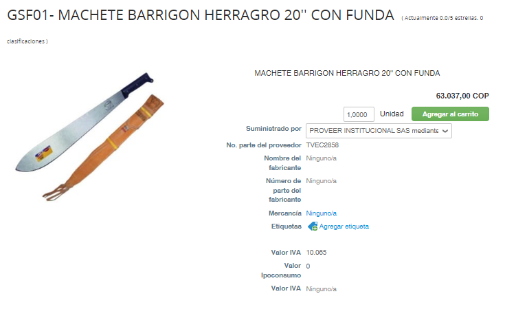 GSF01- MACHETE BARRIGON HERRAGRO 20'' CON FUNDA ( Actualmente 0.0/5 estrellas. 0
clasificaciones )
MACHETE BARRIGON HERRAGRO 20'' CON FUNDA
63.037,00 COP
1,0000 Unidad Agregar al carrito
Suministrado por PROVEER INSTITUCIONAL SAS mediante
No. parte del proveedor TVEC2858
Nombre del Ninguno/a
fabricante
Número de Ninguno/a
parte del
fabricante
Mercancía Ninguno/a
Etiquetas Agregar etiqueta
Valor IVA 10.065
Valor 0
Ipoconsumo
Valor IVA Ninguno/a